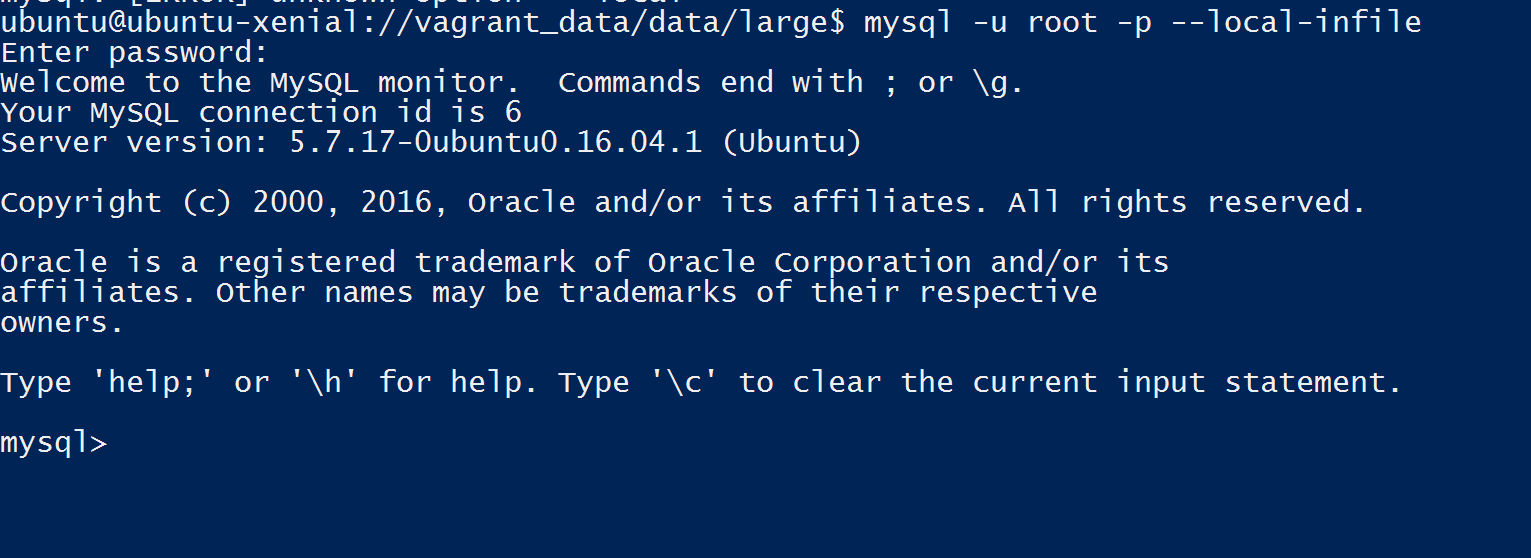 ubuntu@ubuntu-xenial://vagrant_data/data/large$ mysql -u root -p --local-infile
Enter password:
Welcome to the MySQL monitor.  Commands end with ; or \g.
Your MySQL connection id is 6
Server version: 5.7.17-0ubuntu0.16.04.1 (Ubuntu)
Copyright (c) 2000, 2016, Oracle and/or its affiliates. All rights reserved.
Oracle is a registered trademark of Oracle Corporation and/or its
affiliates. Other names may be trademarks of their respective
owners.
Type 'help;' or '\h' for help. Type '\c' to clear the current input statement.
mysql>